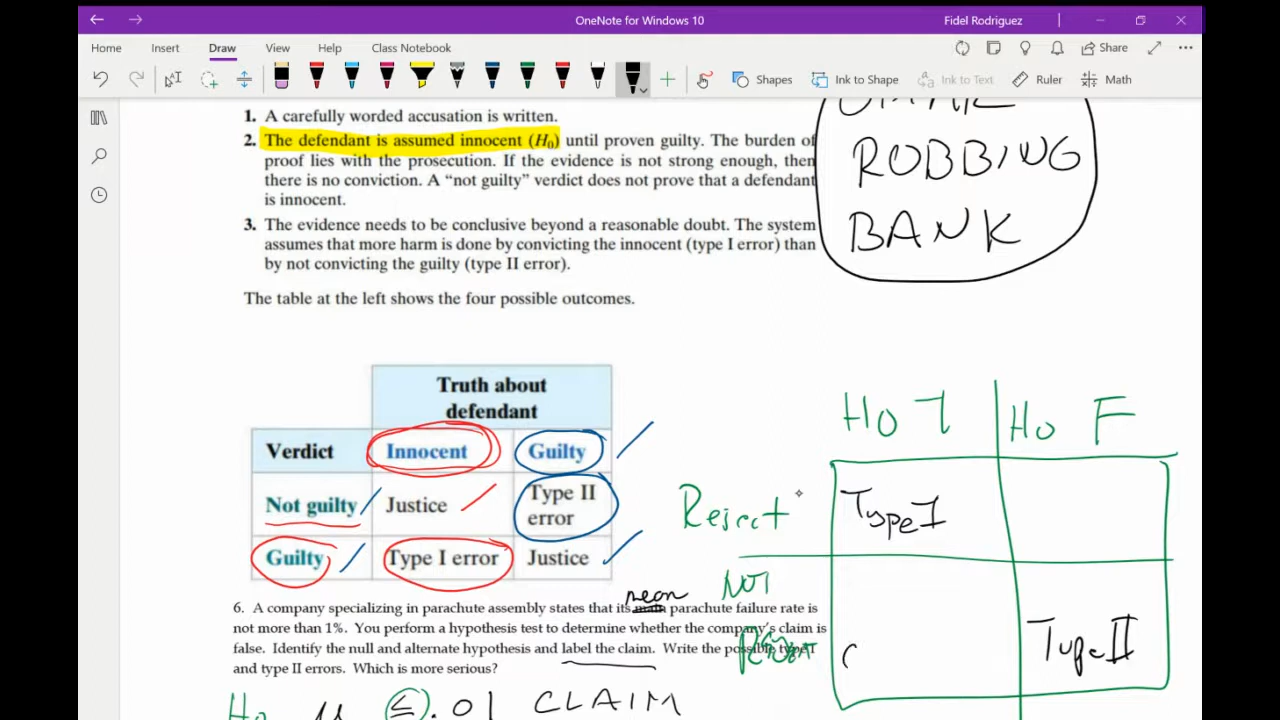 OneNote for Windows 10
Fidel Rodriguez
Home Insert Draw View Help Class Notebook Share
Shapes Ink to Shape Ink to Text Ruler Math
1. A carefully worded accusation is written.
2. The defendant is assumed innocent (H0) until proven guilty. The burden of
proof lies with the prosecution. If the evidence is not strong enough, then
there is no conviction. A “not guilty” verdict does not prove that a defendant
is innocent.
3. The evidence needs to be conclusive beyond a reasonable doubt. The system
assumes that more harm is done by convicting the innocent (type I error) than
by not convicting the guilty (type II error).
The table at the left shows the four possible outcomes.
ROBBING
BANK
Truth about
defendant
Verdict Innocent Guilty
Not guilty Justice Type II
error
Guilty Type I error Justice
Ho T Ho F
Reject Type I
NOT
Type II
mean
6. A company specializing in parachute assembly states that its main parachute failure rate is
not more than 1%. You perform a hypothesis test to determine whether the company's claim is
false. Identify the null and alternate hypothesis and label the claim. Write the possible type I
and type II errors. Which is more serious?
Ho μ ≤ .01 CLAIM